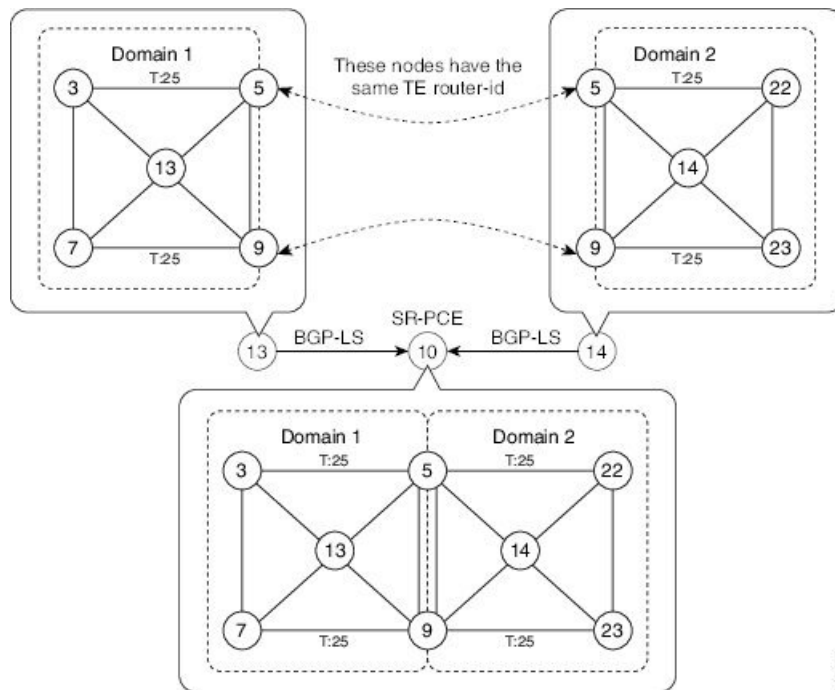 Domain 1
T:25
3
5
13
7
9
T:25
These nodes have the
same TE router-id
Domain 2
T:25
5
22
14
9
23
T:25
SR-PCE
13
BGP-LS
10
BGP-LS
14
Domain 1
Domain 2
T:25
T:25
3
5
22
13
14
7
9
23
T:25
T:25